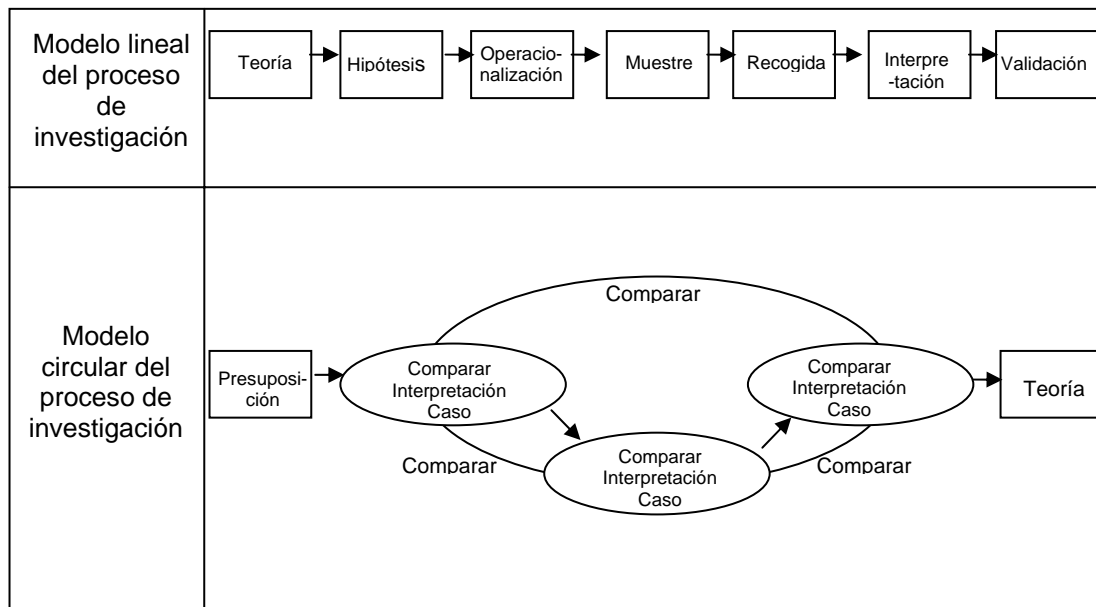 Modelo lineal
del proceso
de
investigación
Teoría
Hipótesis
Operacio-
nalización
Muestre
Recogida
Interpre
-tación
Validación
Modelo
circular del
proceso de
investigación
Presuposi-
ción
Comparar
Comparar
Interpretación
Caso
Comparar
Comparar
Interpretación
Caso
Comparar
Comparar
Interpretación
Caso
Teoría